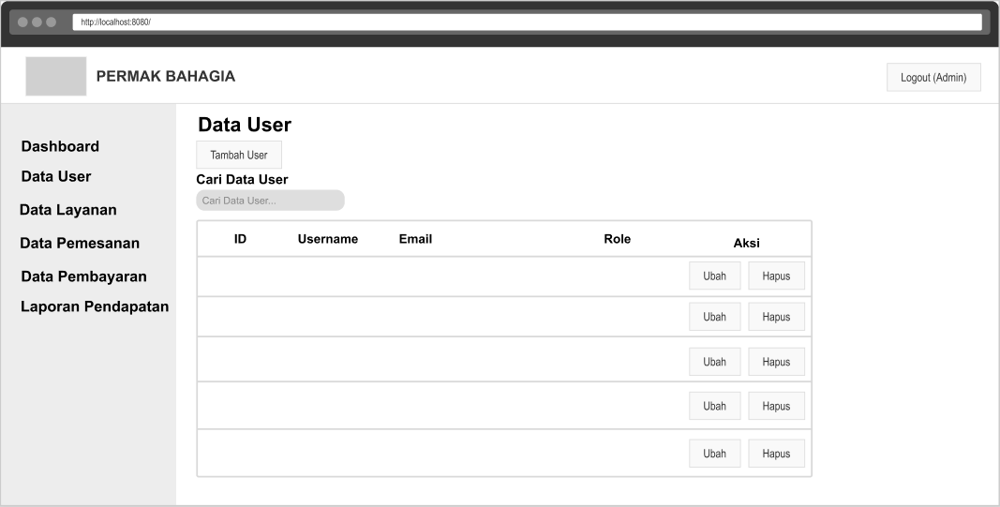 http://localhost:8080/
PERMAK BAHAGIA
Logout (Admin)
Dashboard
Data User
Data Layanan
Data Pemesanan
Data Pembayaran
Laporan Pendapatan
Data User
Tambah User
Cari Data User
Cari Data User...
ID Username Email Role Aksi
Ubah Hapus
Ubah Hapus
Ubah Hapus
Ubah Hapus
Ubah Hapus